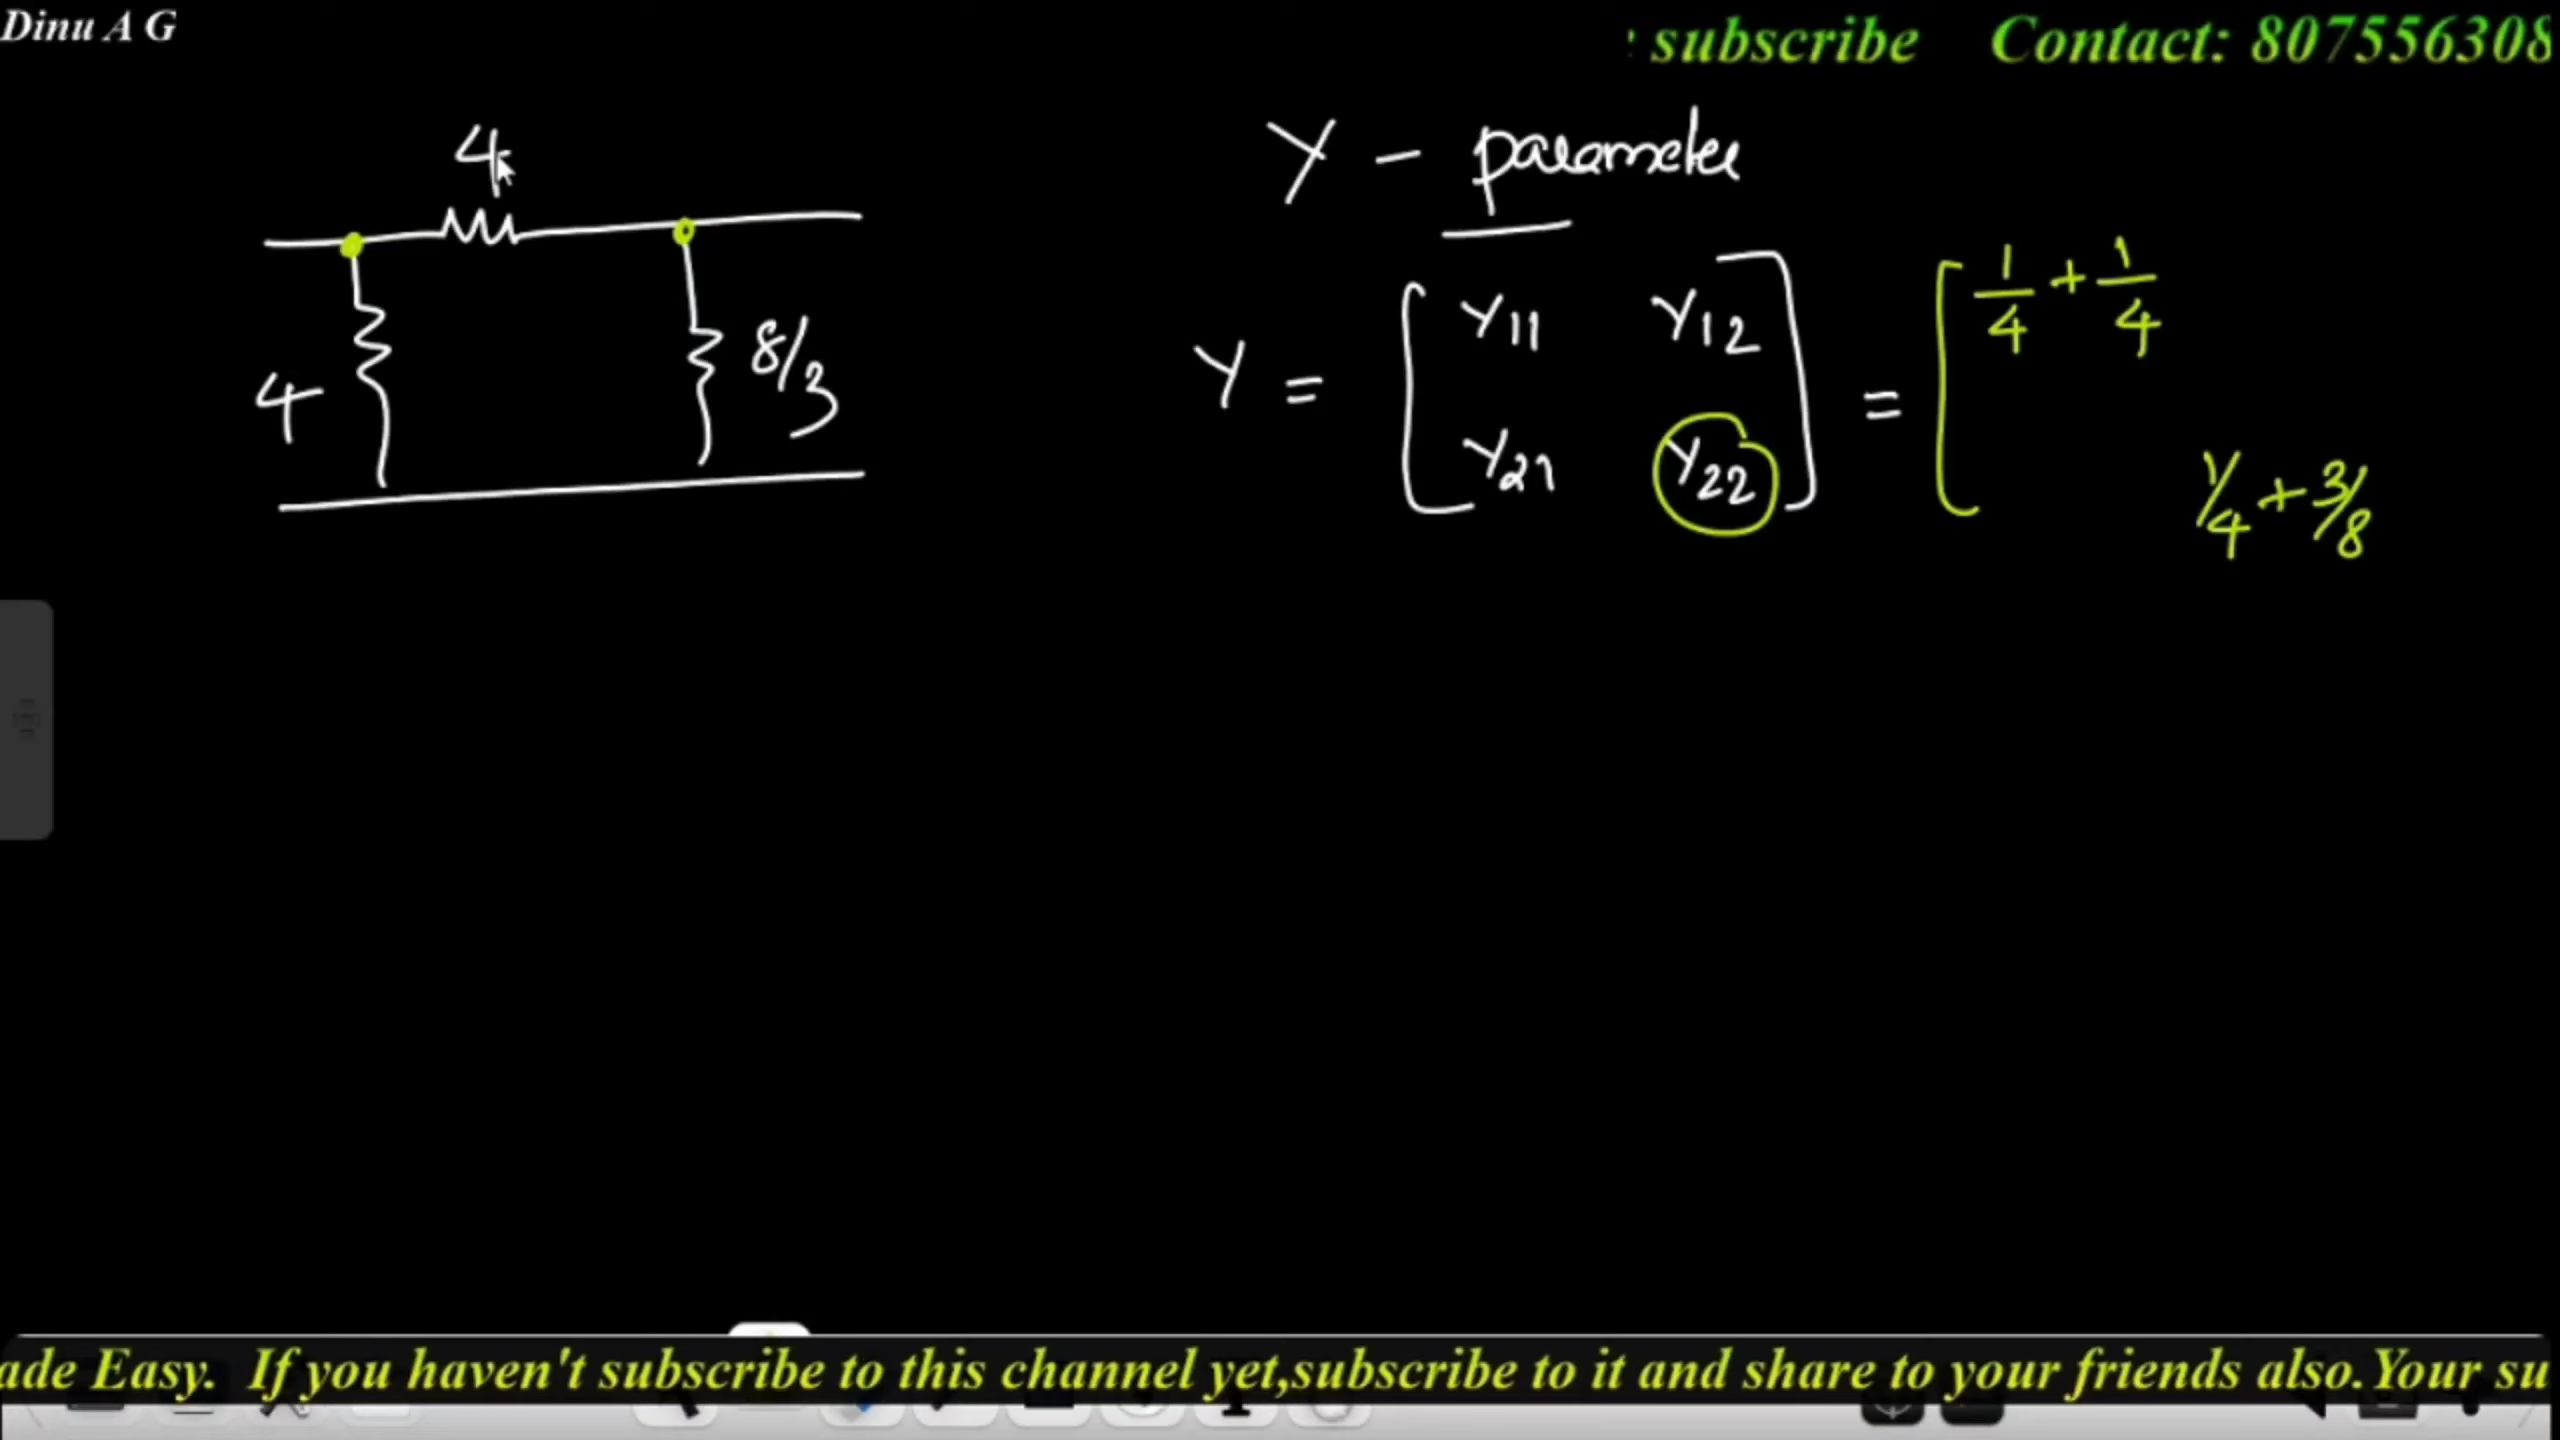 Dinu A G
: subscribe Contact: 807556308
4
4
8/3
Y - parameter
Y = [ Y11 Y12 ] = [ 1/4 + 1/4
Y21 Y22 1/4 + 3/8
ade Easy. If you haven't subscribe to this channel yet,subscribe to it and share to your friends also.Your su